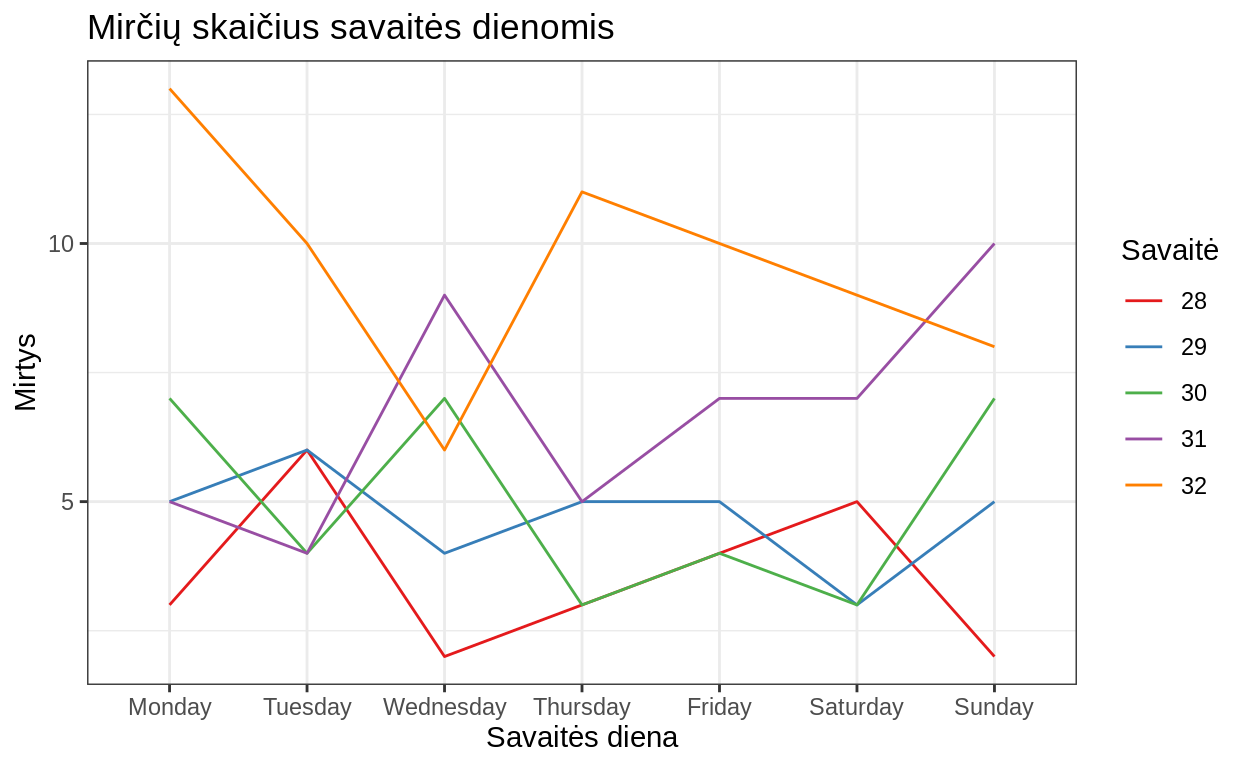 Mirčių skaičius savaitės dienomis
Mirtys
10
5
Monday Tuesday Wednesday Thursday Friday Saturday Sunday
Savaitės diena
Savaitė
28
29
30
31
32